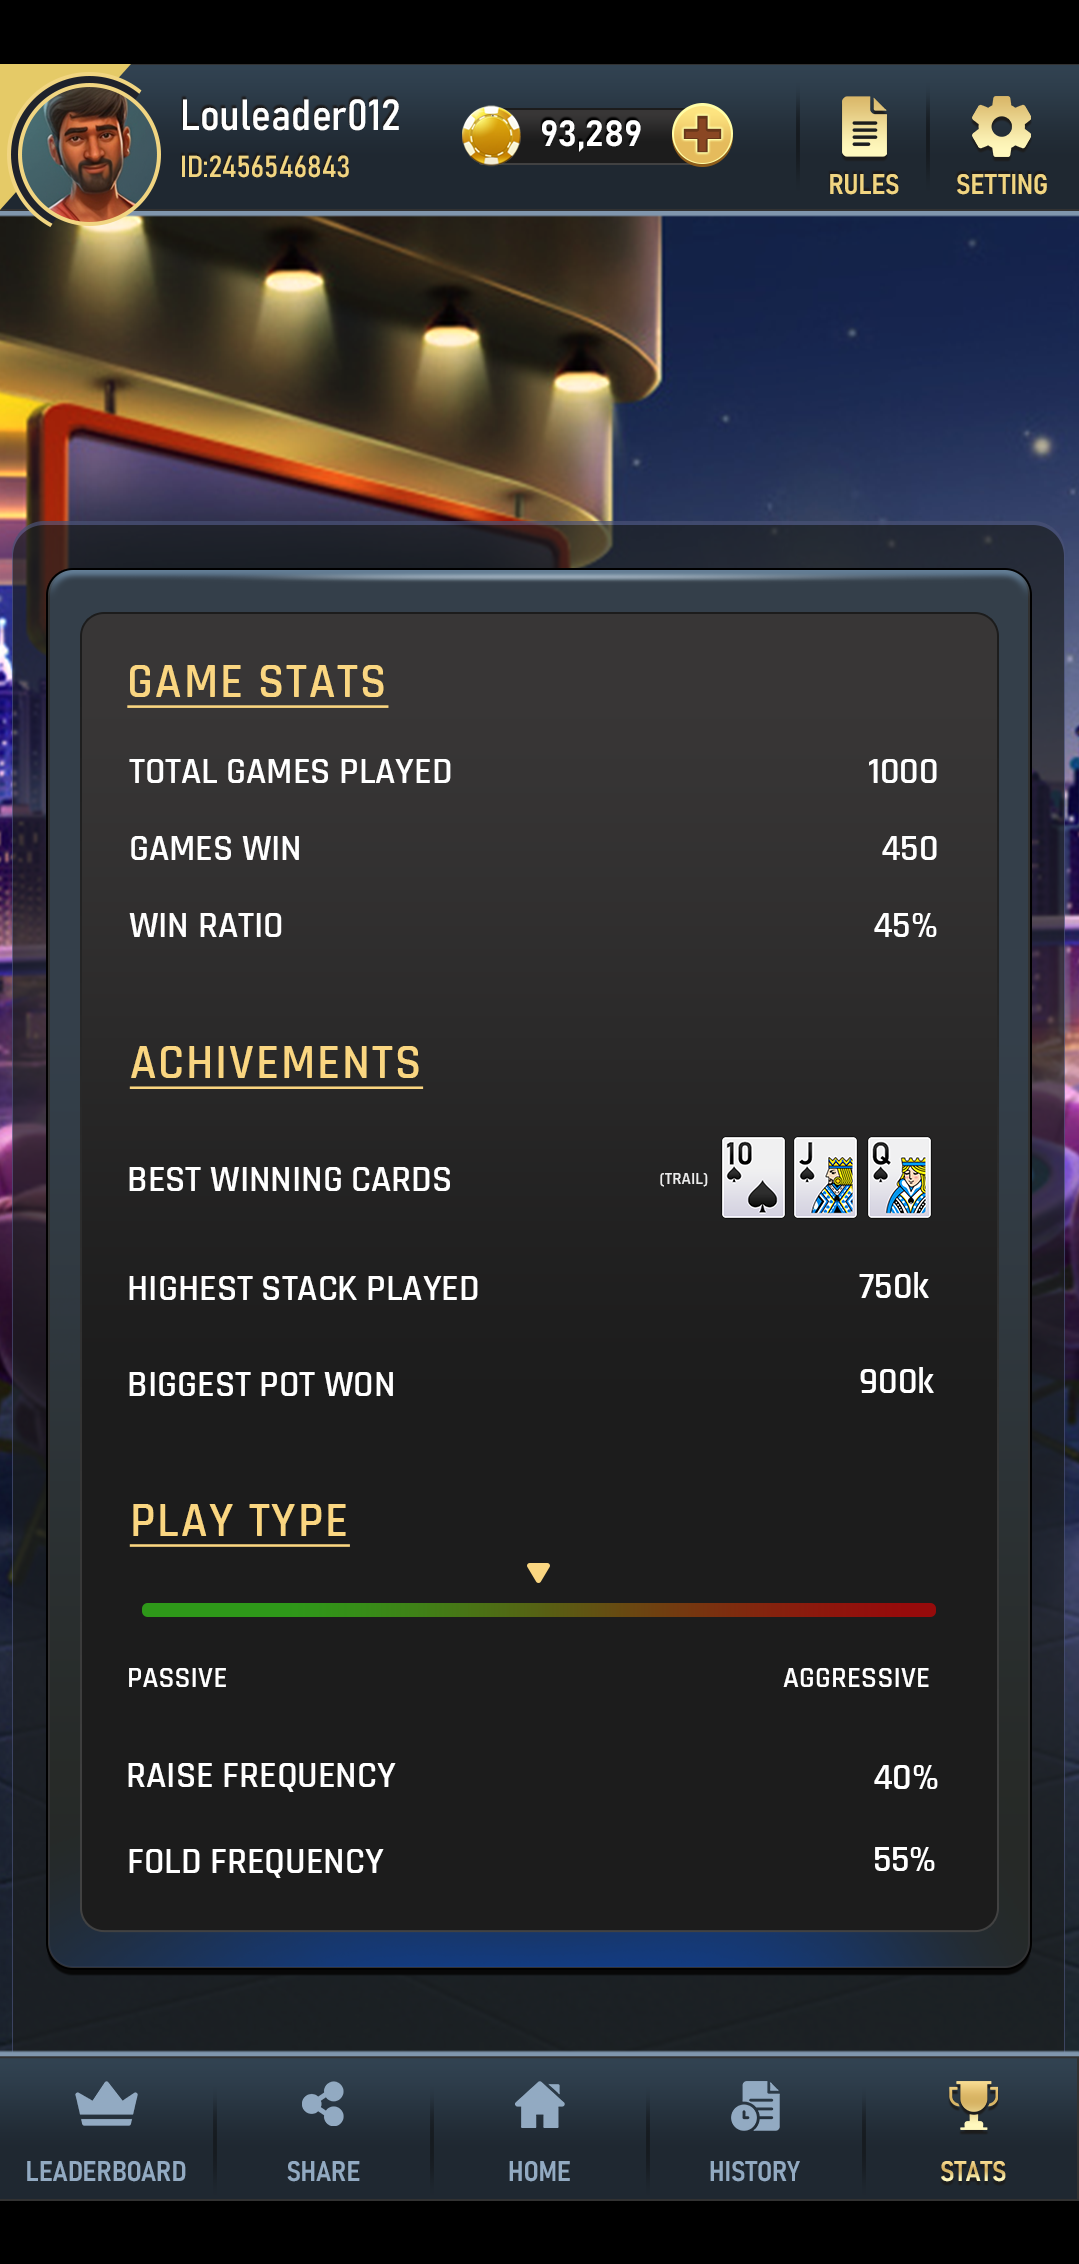 Louleader012
ID:2456546843
93,289
RULES
SETTING
GAME STATS
TOTAL GAMES PLAYED 1000
GAMES WIN 450
WIN RATIO 45%
ACHIVEMENTS
BEST WINNING CARDS (TRAIL) 10 J Q
HIGHEST STACK PLAYED 750k
BIGGEST POT WON 900k
PLAY TYPE
PASSIVE AGGRESSIVE
RAISE FREQUENCY 40%
FOLD FREQUENCY 55%
LEADERBOARD SHARE HOME HISTORY STATS